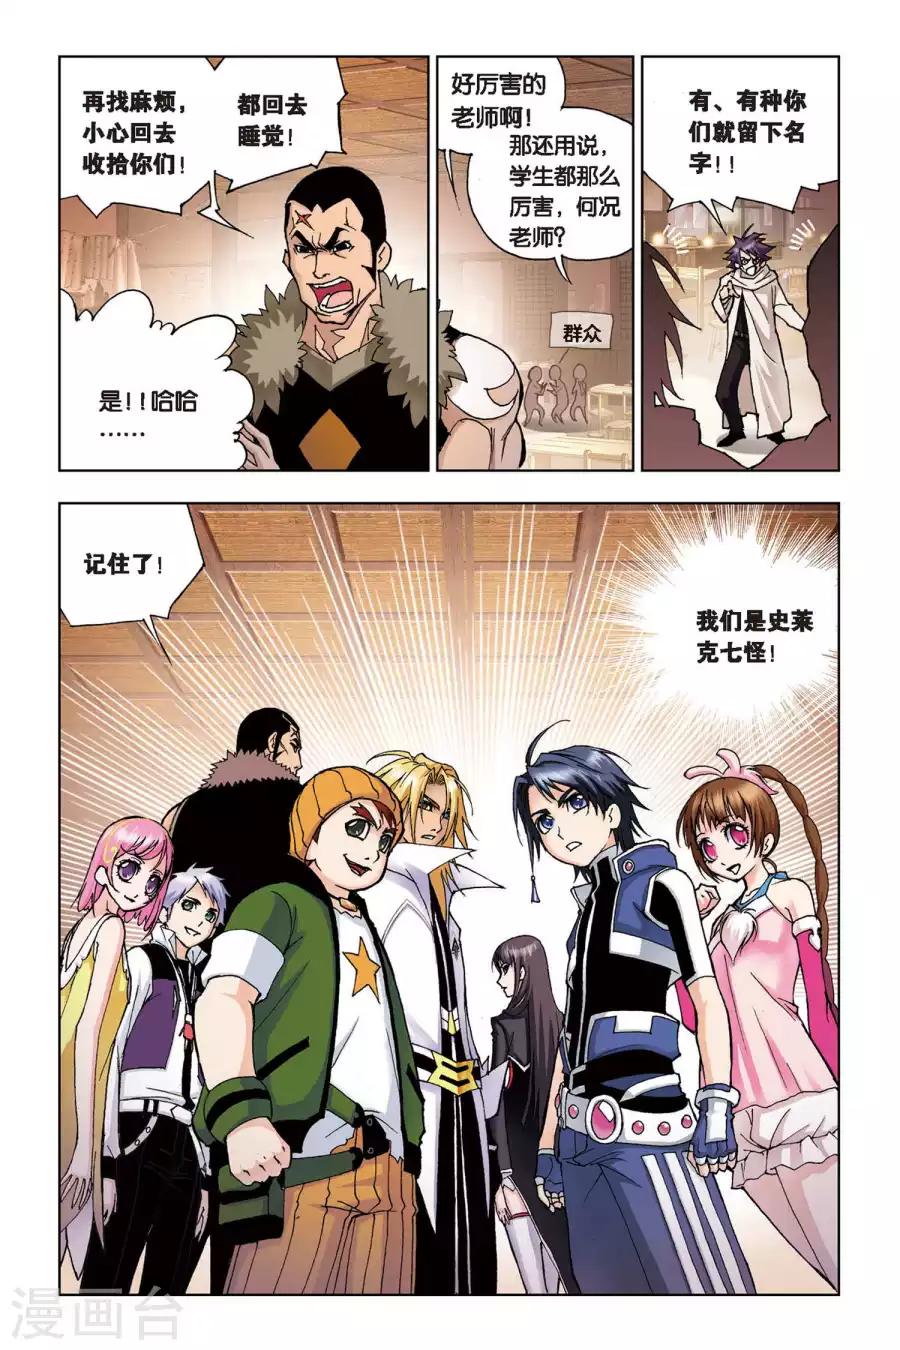 再找麻烦，
小心回去
收拾你们！
都回去
睡觉！
是！！哈哈
……
好厉害的
老师啊！
那还用说，
学生都那么
厉害，何况
老师？
群众
有、有种你
们就留下名
字！！
记住了！
我们是史莱
克七怪！
漫画台